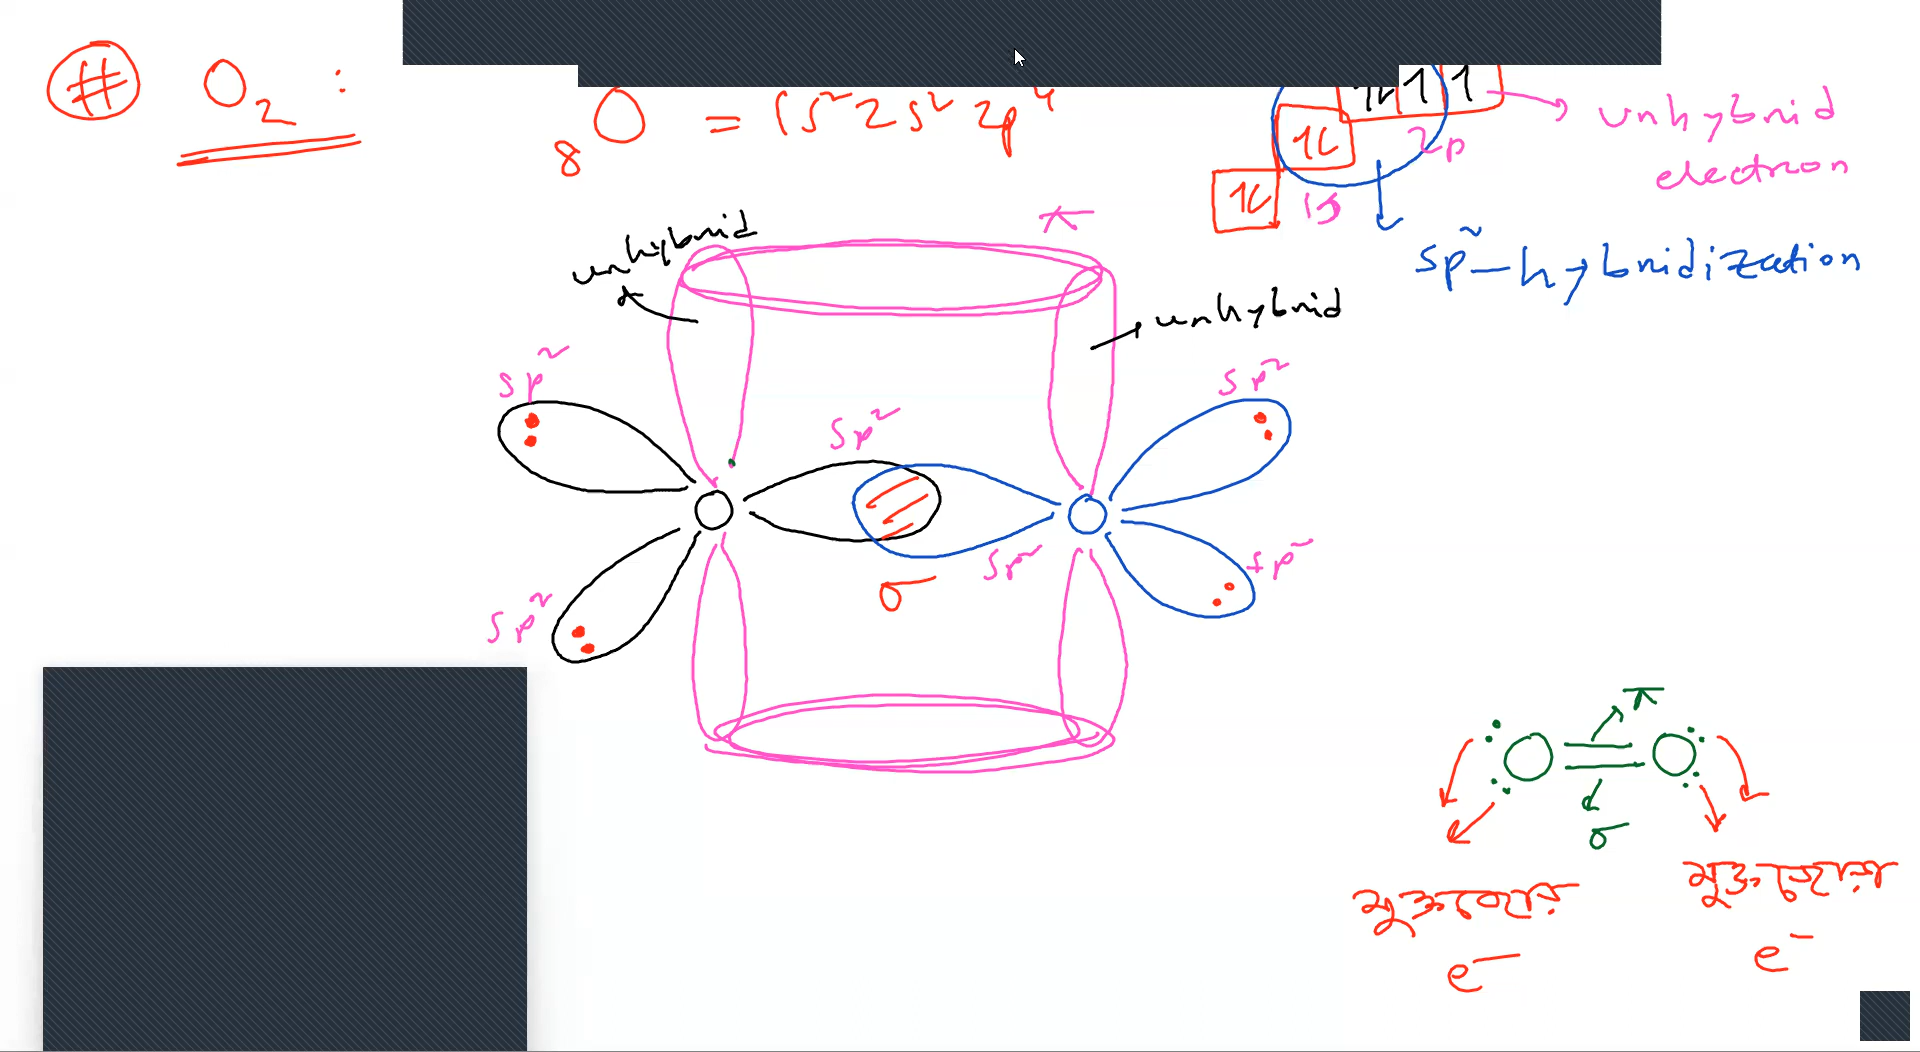 # O₂ :
₈O = 1s² 2s² 2p⁴
1L 1 1
1L 2p
1L 1s
unhybrid
electron
sp² - hybridization
π
unhybrid
unhybrid
sp²
sp²
sp²
sp²
sp²
sp²
σ
π
O = O
σ
মুক্তজোড়
e⁻
মুক্তজোড়
e⁻